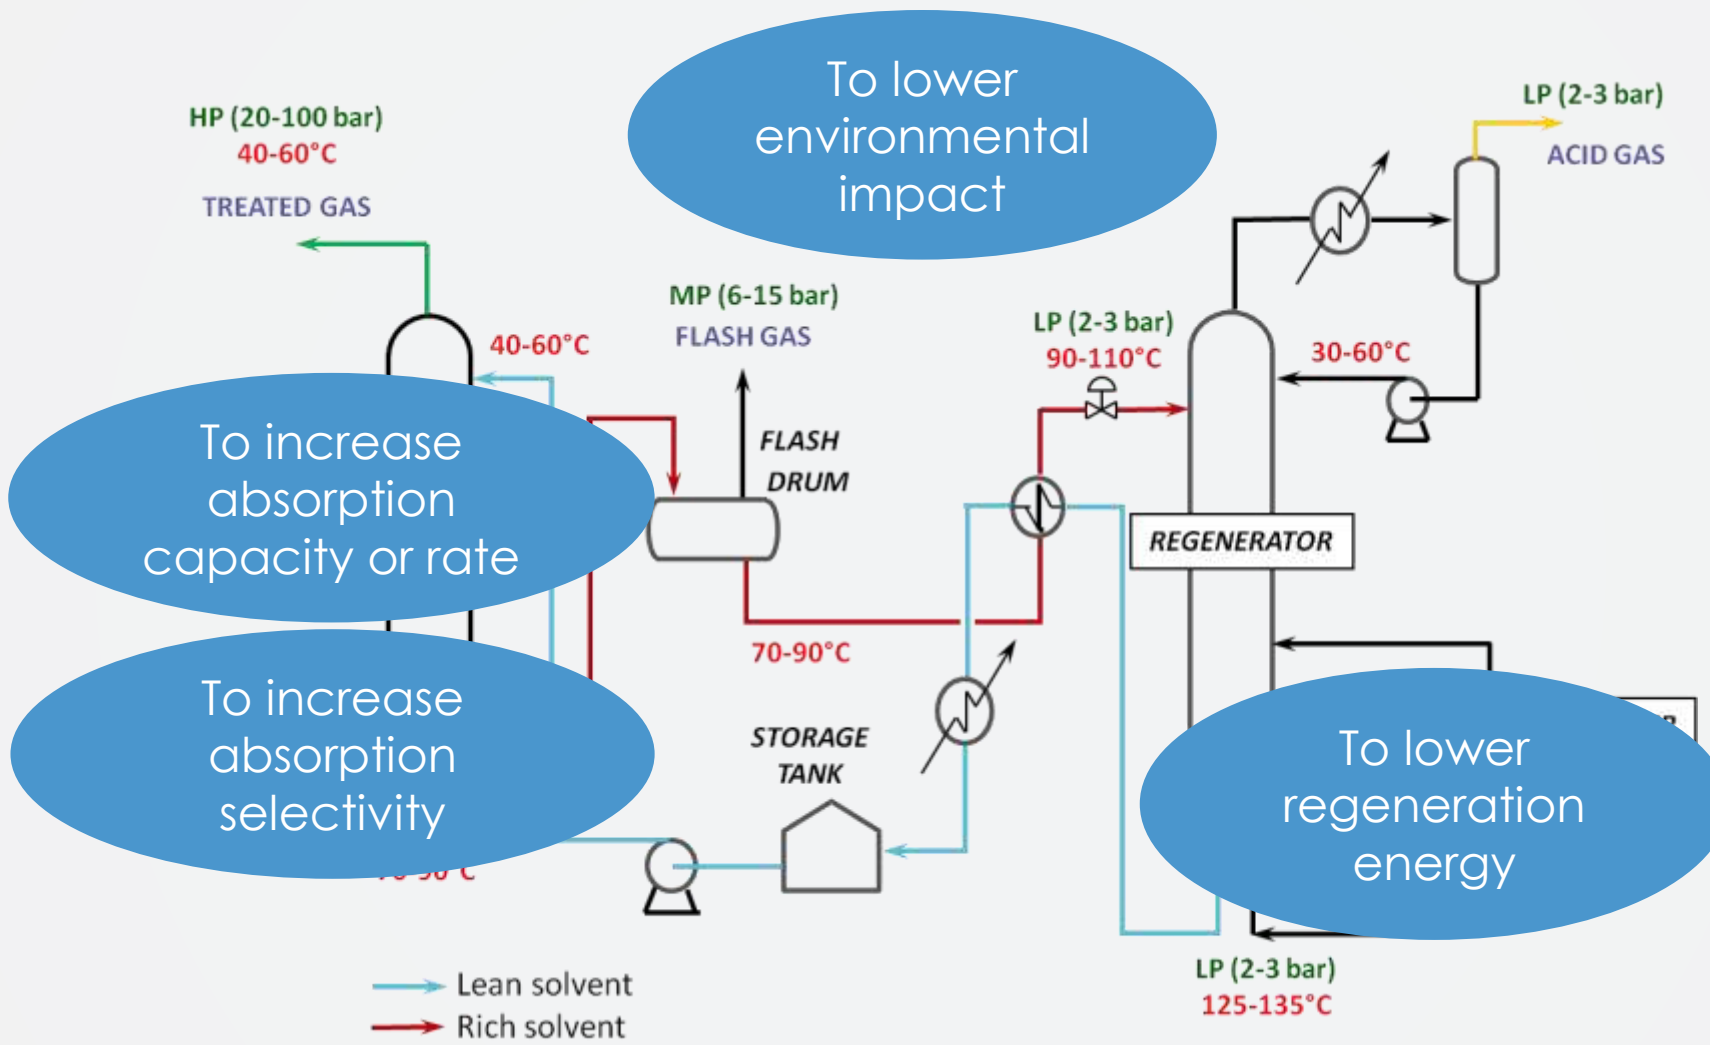 To lower
environmental
impact
HP (20-100 bar)
40-60°C
TREATED GAS
LP (2-3 bar)
ACID GAS
MP (6-15 bar)
FLASH GAS
40-60°C
LP (2-3 bar)
90-110°C
30-60°C
FLASH
DRUM
To increase
absorption
capacity or rate
REGENERATOR
70-90°C
To increase
absorption
selectivity
STORAGE
TANK
To lower
regeneration
energy
LP (2-3 bar)
125-135°C
Lean solvent
Rich solvent